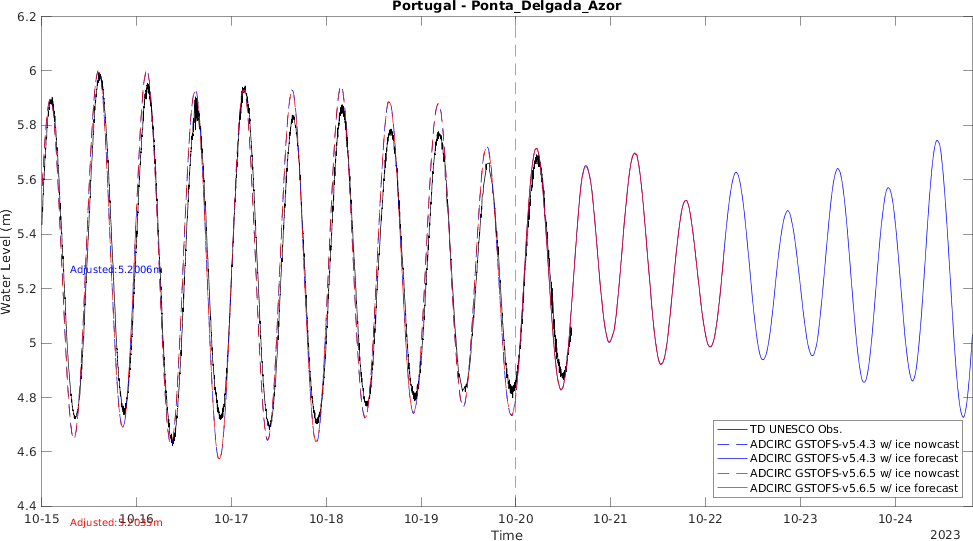 Portugal - Ponta_Delgada_Azor
6.2
6
5.8
5.6
5.4
5.2
5
4.8
4.6
4.4
Water Level (m)
Adjusted:5.2006m
TD UNESCO Obs.
ADCIRC GSTOFS-v5.4.3 w/ ice nowcast
ADCIRC GSTOFS-v5.4.3 w/ ice forecast
ADCIRC GSTOFS-v5.6.5 w/ ice nowcast
ADCIRC GSTOFS-v5.6.5 w/ ice forecast
10-15 10-16 10-17 10-18 10-19 10-20 10-21 10-22 10-23 10-24
Time
2023